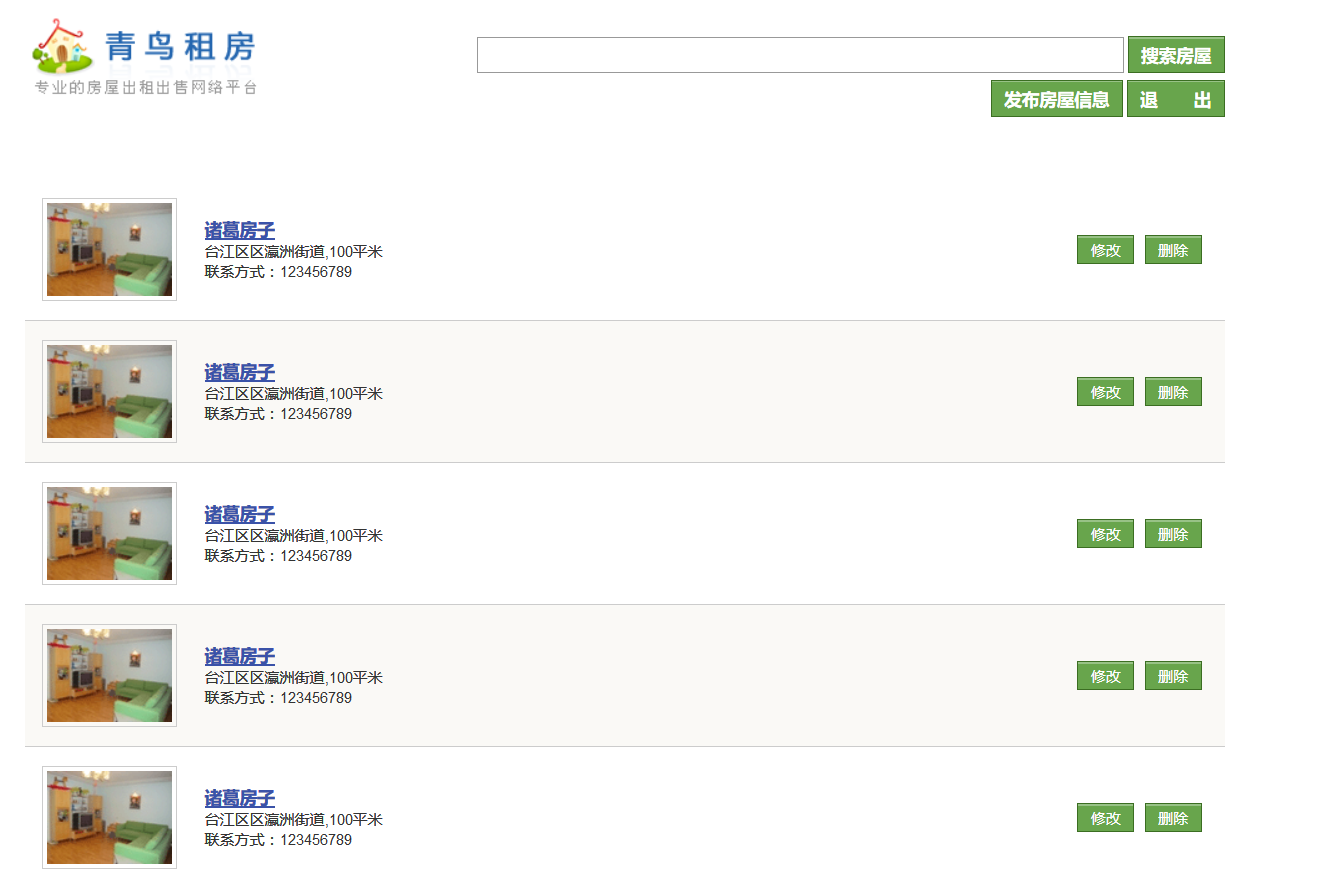 青鸟租房
专业的房屋出租出售网络平台
搜索房屋
发布房屋信息 退 出
诸葛房子
台江区区瀛洲街道,100平米
联系方式：123456789
修改 删除
诸葛房子
台江区区瀛洲街道,100平米
联系方式：123456789
修改 删除
诸葛房子
台江区区瀛洲街道,100平米
联系方式：123456789
修改 删除
诸葛房子
台江区区瀛洲街道,100平米
联系方式：123456789
修改 删除
诸葛房子
台江区区瀛洲街道,100平米
联系方式：123456789
修改 删除